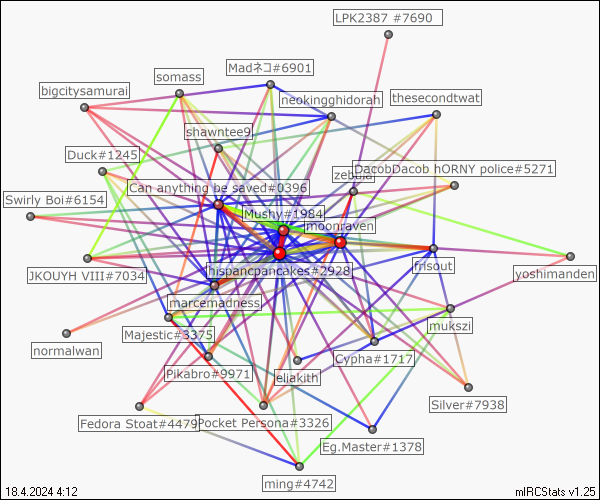 LPK2387 #7690
Madネコ#6901
somass
bigcitysamurai
neokingghidorah
thesecondtwat
shawntee9
Duck#1245
DacobDacob hORNY police#5271
zebula
Can anything be saved#0396
Swirly Boi#6154
Mushy#1984
moonraven
frisout
JKOUYH VIII#7034
hispancpancakes#2928
yoshimanden
marcemadness
mukszi
Majestic#3375
normalwan
Cypha#1717
Pikabro#9971
eliakith
Silver#7938
Fedora Stoat#4479
Pocket Persona#3326
Eg.Master#1378
ming#4742
18.4.2024 4:12
mIRCStats v1.25